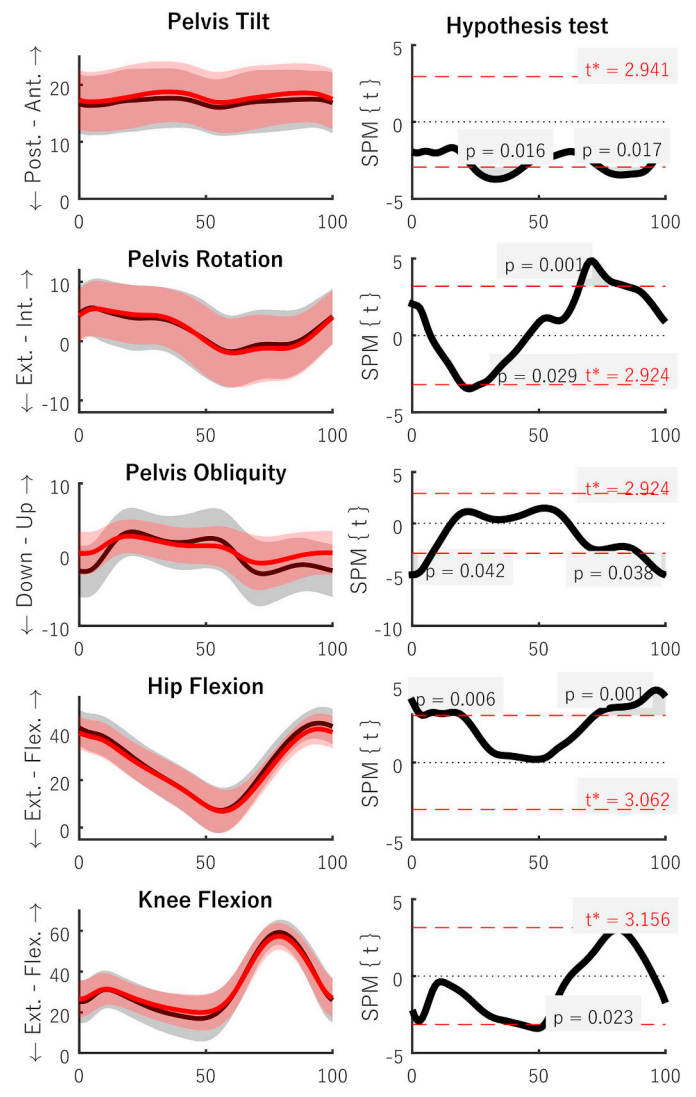 Pelvis Tilt
Hypothesis test
← Post. - Ant. →
20
10
0
0
50
100
SPM { t }
5
0
-5
t* = 2.941
p = 0.016
p = 0.017
0
50
100
Pelvis Rotation
← Ext. - Int. →
10
0
-10
0
50
100
SPM { t }
5
0
-5
p = 0.001
p = 0.029
t* = 2.924
0
50
100
Pelvis Obliquity
← Down - Up →
10
0
-10
0
50
100
SPM { t }
5
0
-5
-10
t* = 2.924
p = 0.042
p = 0.038
0
50
100
Hip Flexion
← Ext. - Flex. →
40
20
0
0
50
100
SPM { t }
5
0
-5
p = 0.006
p = 0.001
t* = 3.062
0
50
100
Knee Flexion
← Ext. - Flex. →
60
40
20
0
0
50
100
SPM { t }
5
0
-5
t* = 3.156
p = 0.023
0
50
100